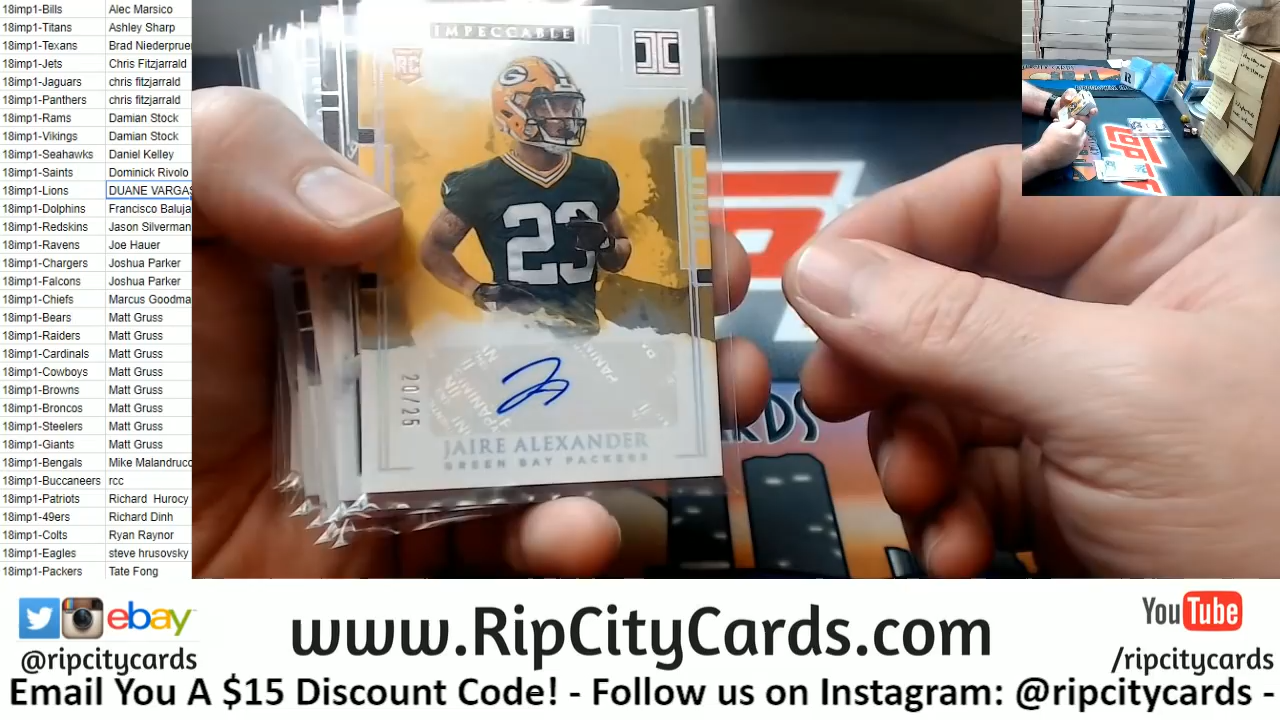 18imp1-Bills Alec Marsico
18imp1-Titans Ashley Sharp
18imp1-Texans Brad Niederprue
18imp1-Jets Chris Fitzjarrald
18imp1-Jaguars chris fitzjarrald
18imp1-Panthers chris fitzjarrald
18imp1-Rams Damian Stock
18imp1-Vikings Damian Stock
18imp1-Seahawks Daniel Kelley
18imp1-Saints Dominick Rivolo
18imp1-Lions DUANE VARGAS
18imp1-Dolphins Francisco Baluja
18imp1-Redskins Jason Silverman
18imp1-Ravens Joe Hauer
18imp1-Chargers Joshua Parker
18imp1-Falcons Joshua Parker
18imp1-Chiefs Marcus Goodma
18imp1-Bears Matt Gruss
18imp1-Raiders Matt Gruss
18imp1-Cardinals Matt Gruss
18imp1-Cowboys Matt Gruss
18imp1-Browns Matt Gruss
18imp1-Broncos Matt Gruss
18imp1-Steelers Matt Gruss
18imp1-Giants Matt Gruss
18imp1-Bengals Mike Malandrucc
18imp1-Buccaneers rcc
18imp1-Patriots Richard Hurocy
18imp1-49ers Richard Dinh
18imp1-Colts Ryan Raynor
18imp1-Eagles steve hrusovsky
18imp1-Packers Tate Fong
IMPECCABLE
RC
G
23
20/25
PANINI
JAIRE ALEXANDER
GREEN BAY PACKERS
ebay
@ripcitycards
www.RipCityCards.com
YouTube
/ripcitycards
Email You A $15 Discount Code! - Follow us on Instagram: @ripcitycards -